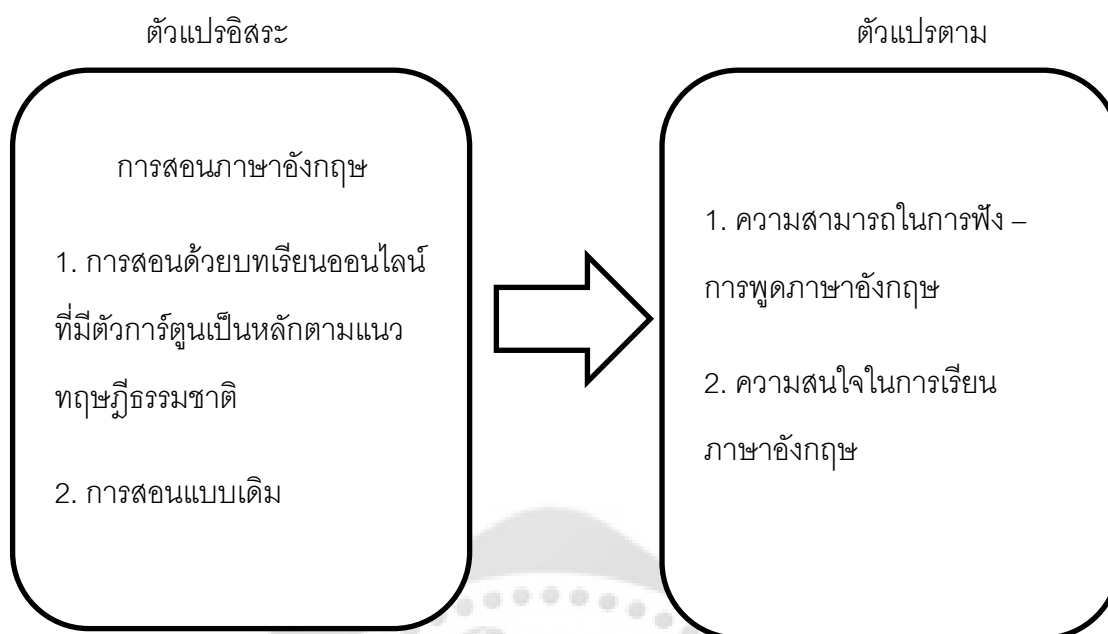 ตัวแปรอิสระ
ตัวแปรตาม
การสอนภาษาอังกฤษ
1. การสอนด้วยบทเรียนออนไลน์
ที่มีตัวการ์ตูนเป็นหลักตามแนว
ทฤษฎีธรรมชาติ
2. การสอนแบบเดิม
1. ความสามารถในการฟัง –
การพูดภาษาอังกฤษ
2. ความสนใจในการเรียน
ภาษาอังกฤษ